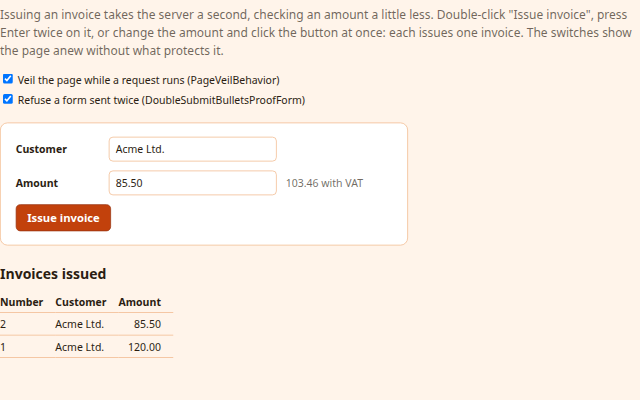 Issuing an invoice takes the server a second, checking an amount a little less. Double-click "Issue invoice", press
Enter twice on it, or change the amount and click the button at once: each issues one invoice. The switches show
the page anew without what protects it.
Veil the page while a request runs (PageVeilBehavior)
Refuse a form sent twice (DoubleSubmitBulletsProofForm)
Customer Acme Ltd.
Amount 85.50 103.46 with VAT
Issue invoice
Invoices issued
Number Customer Amount
2 Acme Ltd. 85.50
1 Acme Ltd. 120.00